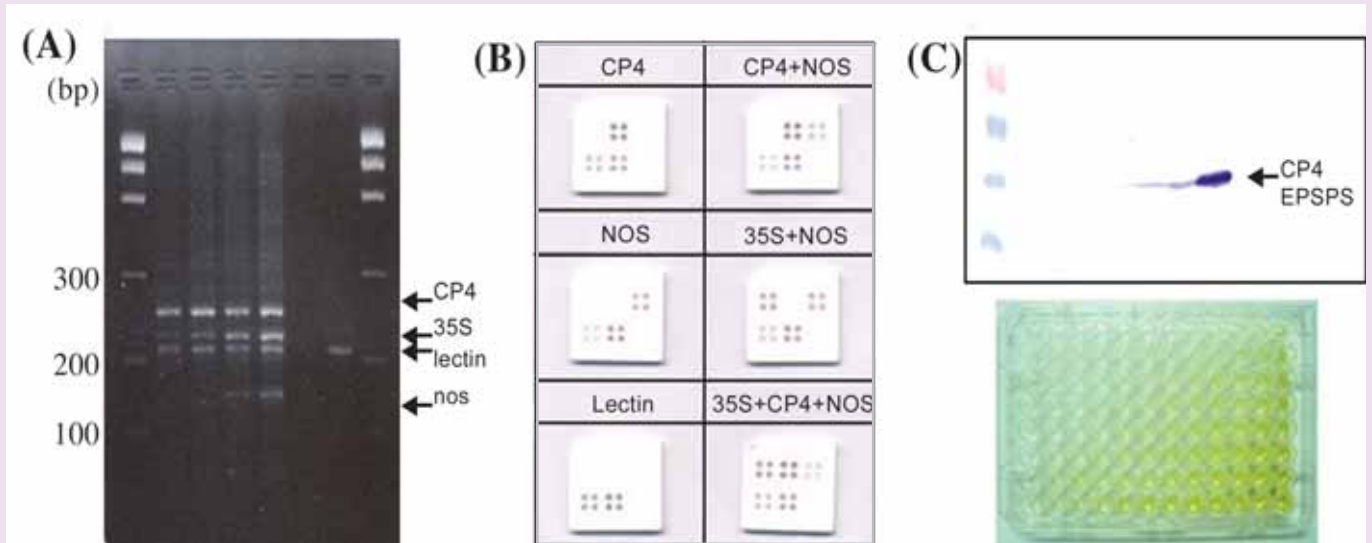 (A)
(bp)
300
200
100
CP4
35S
lectin
nos
(B)
CP4
CP4+NOS
NOS
35S+NOS
Lectin
35S+CP4+NOS
(C)
CP4
EPSPS